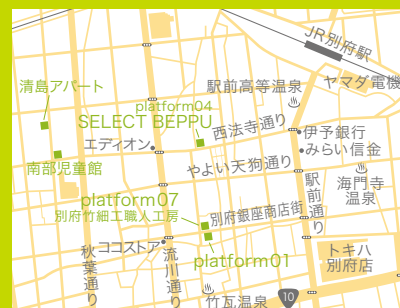 JR別府駅
清島アパート
駅前高等温泉
ヤマダ電機
platform04
SELECT BEPPU
西法寺通り
伊予銀行
エディオン
みらい信金
南部児童館
やよい天狗通り
海門寺
温泉
platform07
別府竹細工職人工房
別府銀座商店街
駅前通り
ココストア
platform01
トキハ
別府店
秋葉通り
流川通り
10
竹瓦温泉